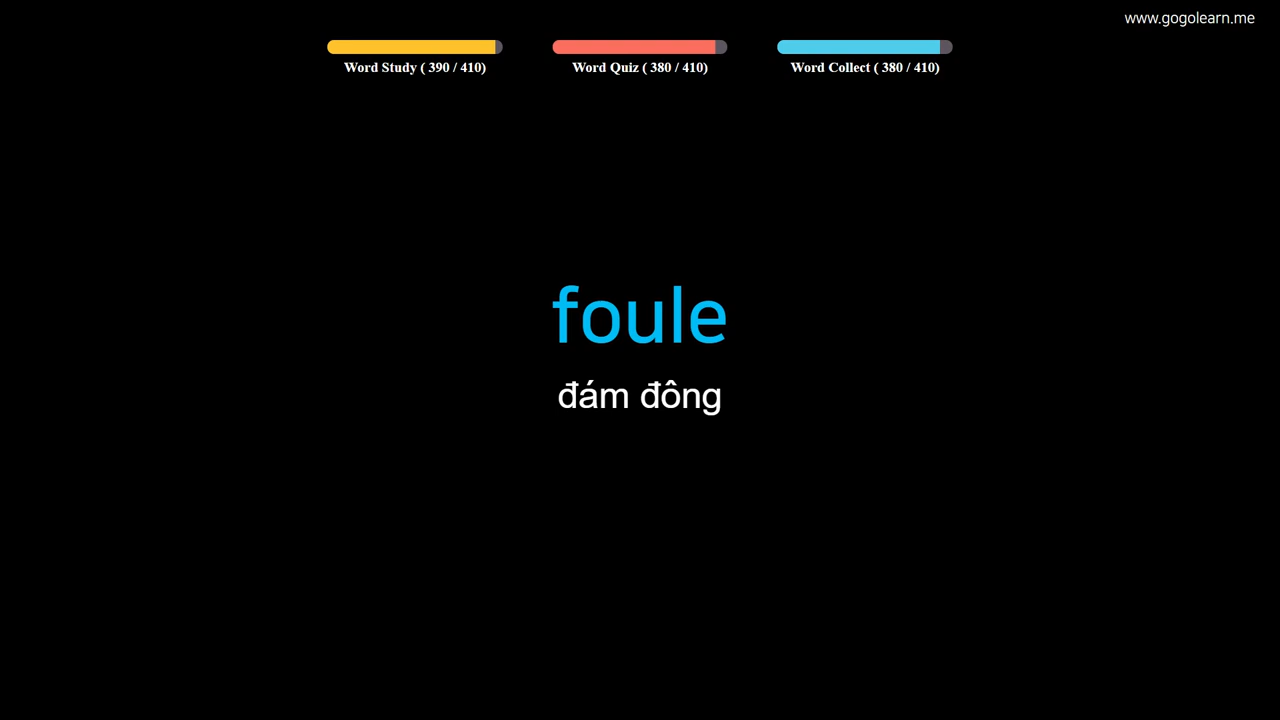 www.gogolearn.me
Word Study ( 390 / 410)
Word Quiz ( 380 / 410)
Word Collect ( 380 / 410)
foule
đám đông